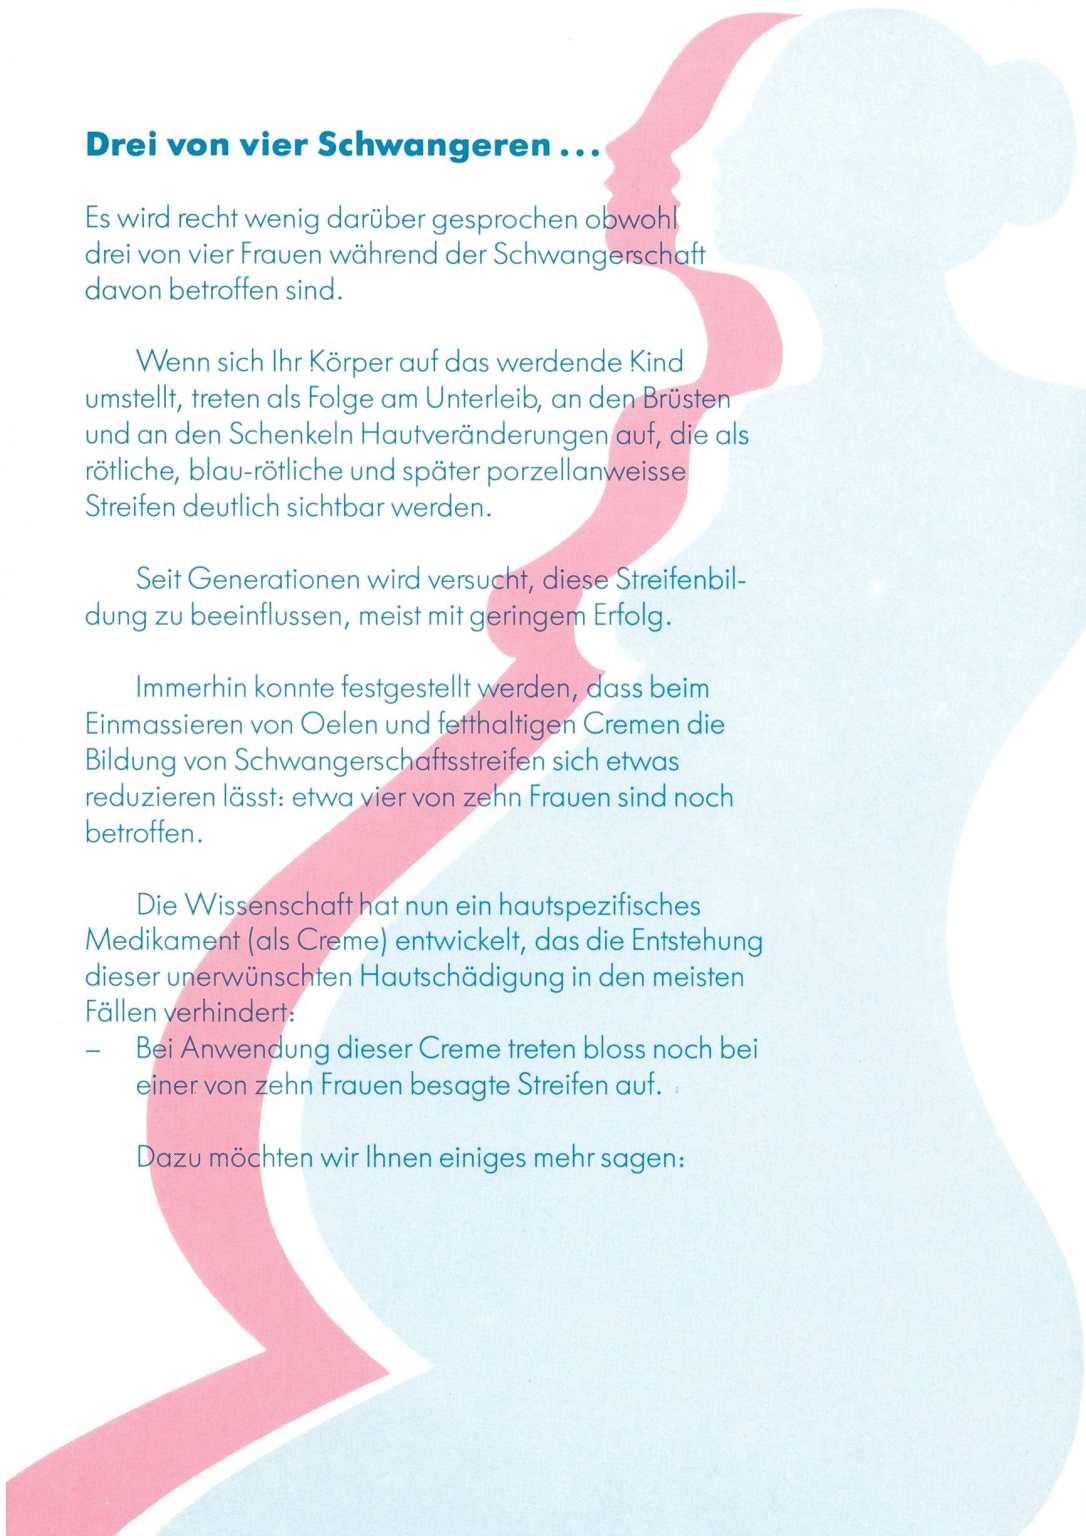 Drei von vier Schwangeren ...
Es wird recht wenig darüber gesprochen obwohl
drei von vier Frauen während der Schwangerschaft
davon betroffen sind.
Wenn sich Ihr Körper auf das werdende Kind
umstellt, treten als Folge am Unterleib, an den Brüsten
und an den Schenkeln Hautveränderungen auf, die als
rötliche, blau-rötliche und später porzellanweisse
Streifen deutlich sichtbar werden.
Seit Generationen wird versucht, diese Streifenbil-
dung zu beeinflussen, meist mit geringem Erfolg.
Immerhin konnte festgestellt werden, dass beim
Einmassieren von Oelen und fetthaltigen Cremen die
Bildung von Schwangerschaftsstreifen sich etwas
reduzieren lässt: etwa vier von zehn Frauen sind noch
betroffen.
Die Wissenschaft hat nun ein hautspezifisches
Medikament (als Creme) entwickelt, das die Entstehung
dieser unerwünschten Hautschädigung in den meisten
Fällen verhindert:
– Bei Anwendung dieser Creme treten bloss noch bei
einer von zehn Frauen besagte Streifen auf.
Dazu möchten wir Ihnen einiges mehr sagen: